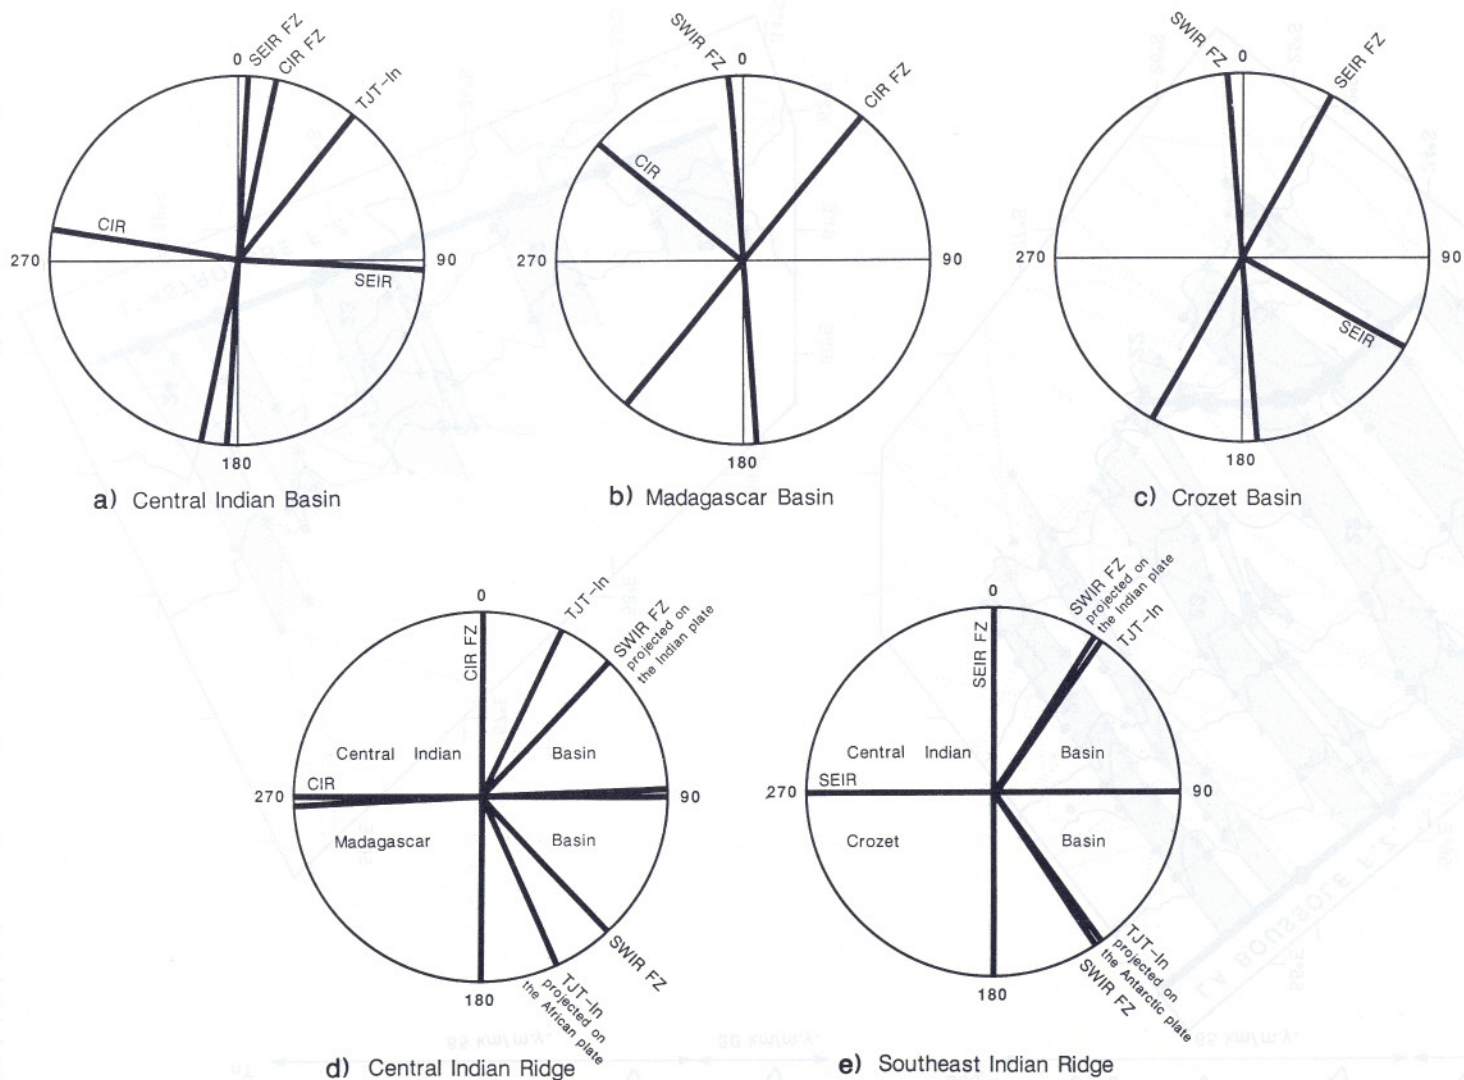 0
SEIR FZ
CIR FZ
TJT-In
CIR
270
90
SEIR
180
a) Central Indian Basin
SWIR FZ
0
CIR FZ
CIR
270
90
180
b) Madagascar Basin
SWIR FZ
0
SEIR FZ
270
90
SEIR
180
c) Crozet Basin
0
CIR FZ
TJT-In
SWIR FZ
projected on
the Indian plate
Central Indian Basin
CIR
270
90
Madagascar Basin
SWIR FZ
TJT-In
projected on
the African plate
180
d) Central Indian Ridge
0
SEIR FZ
SWIR FZ
projected on
the Indian plate
TJT-In
Central Indian Basin
SEIR
270
90
Crozet Basin
TJT-In
projected on
the Antarctic plate
SWIR FZ
180
e) Southeast Indian Ridge